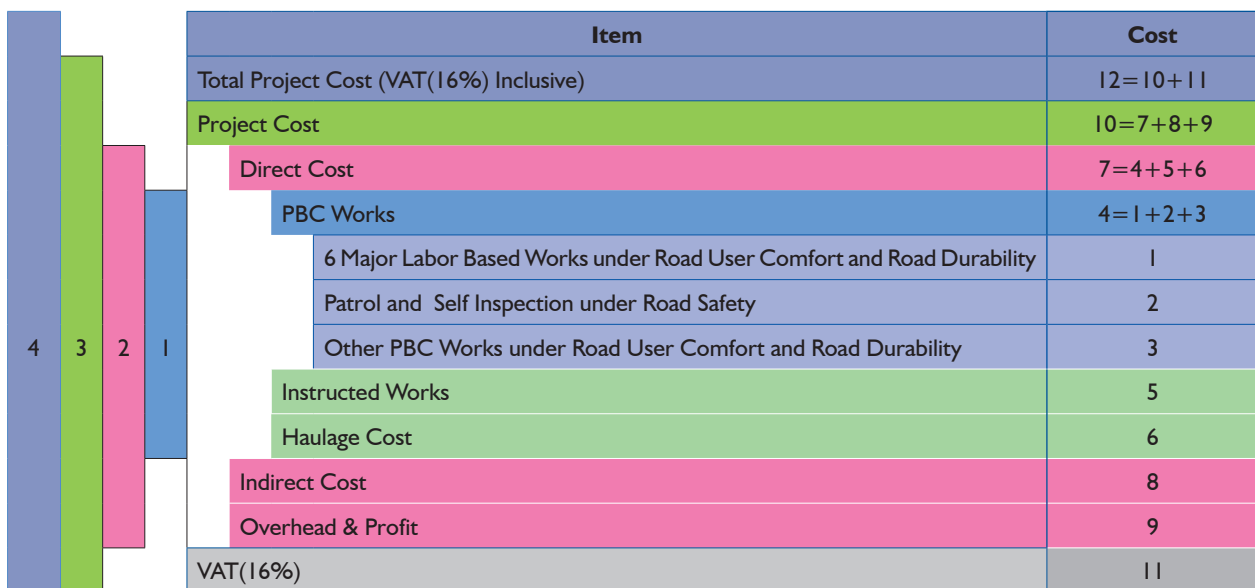 Item Cost
Total Project Cost (VAT(16%) Inclusive) 12=10+11
Project Cost 10=7+8+9
Direct Cost 7=4+5+6
PBC Works 4=1+2+3
6 Major Labor Based Works under Road User Comfort and Road Durability 1
Patrol and Self Inspection under Road Safety 2
4 3 2 1 Other PBC Works under Road User Comfort and Road Durability 3
Instructed Works 5
Haulage Cost 6
Indirect Cost 8
Overhead & Profit 9
VAT(16%) 11